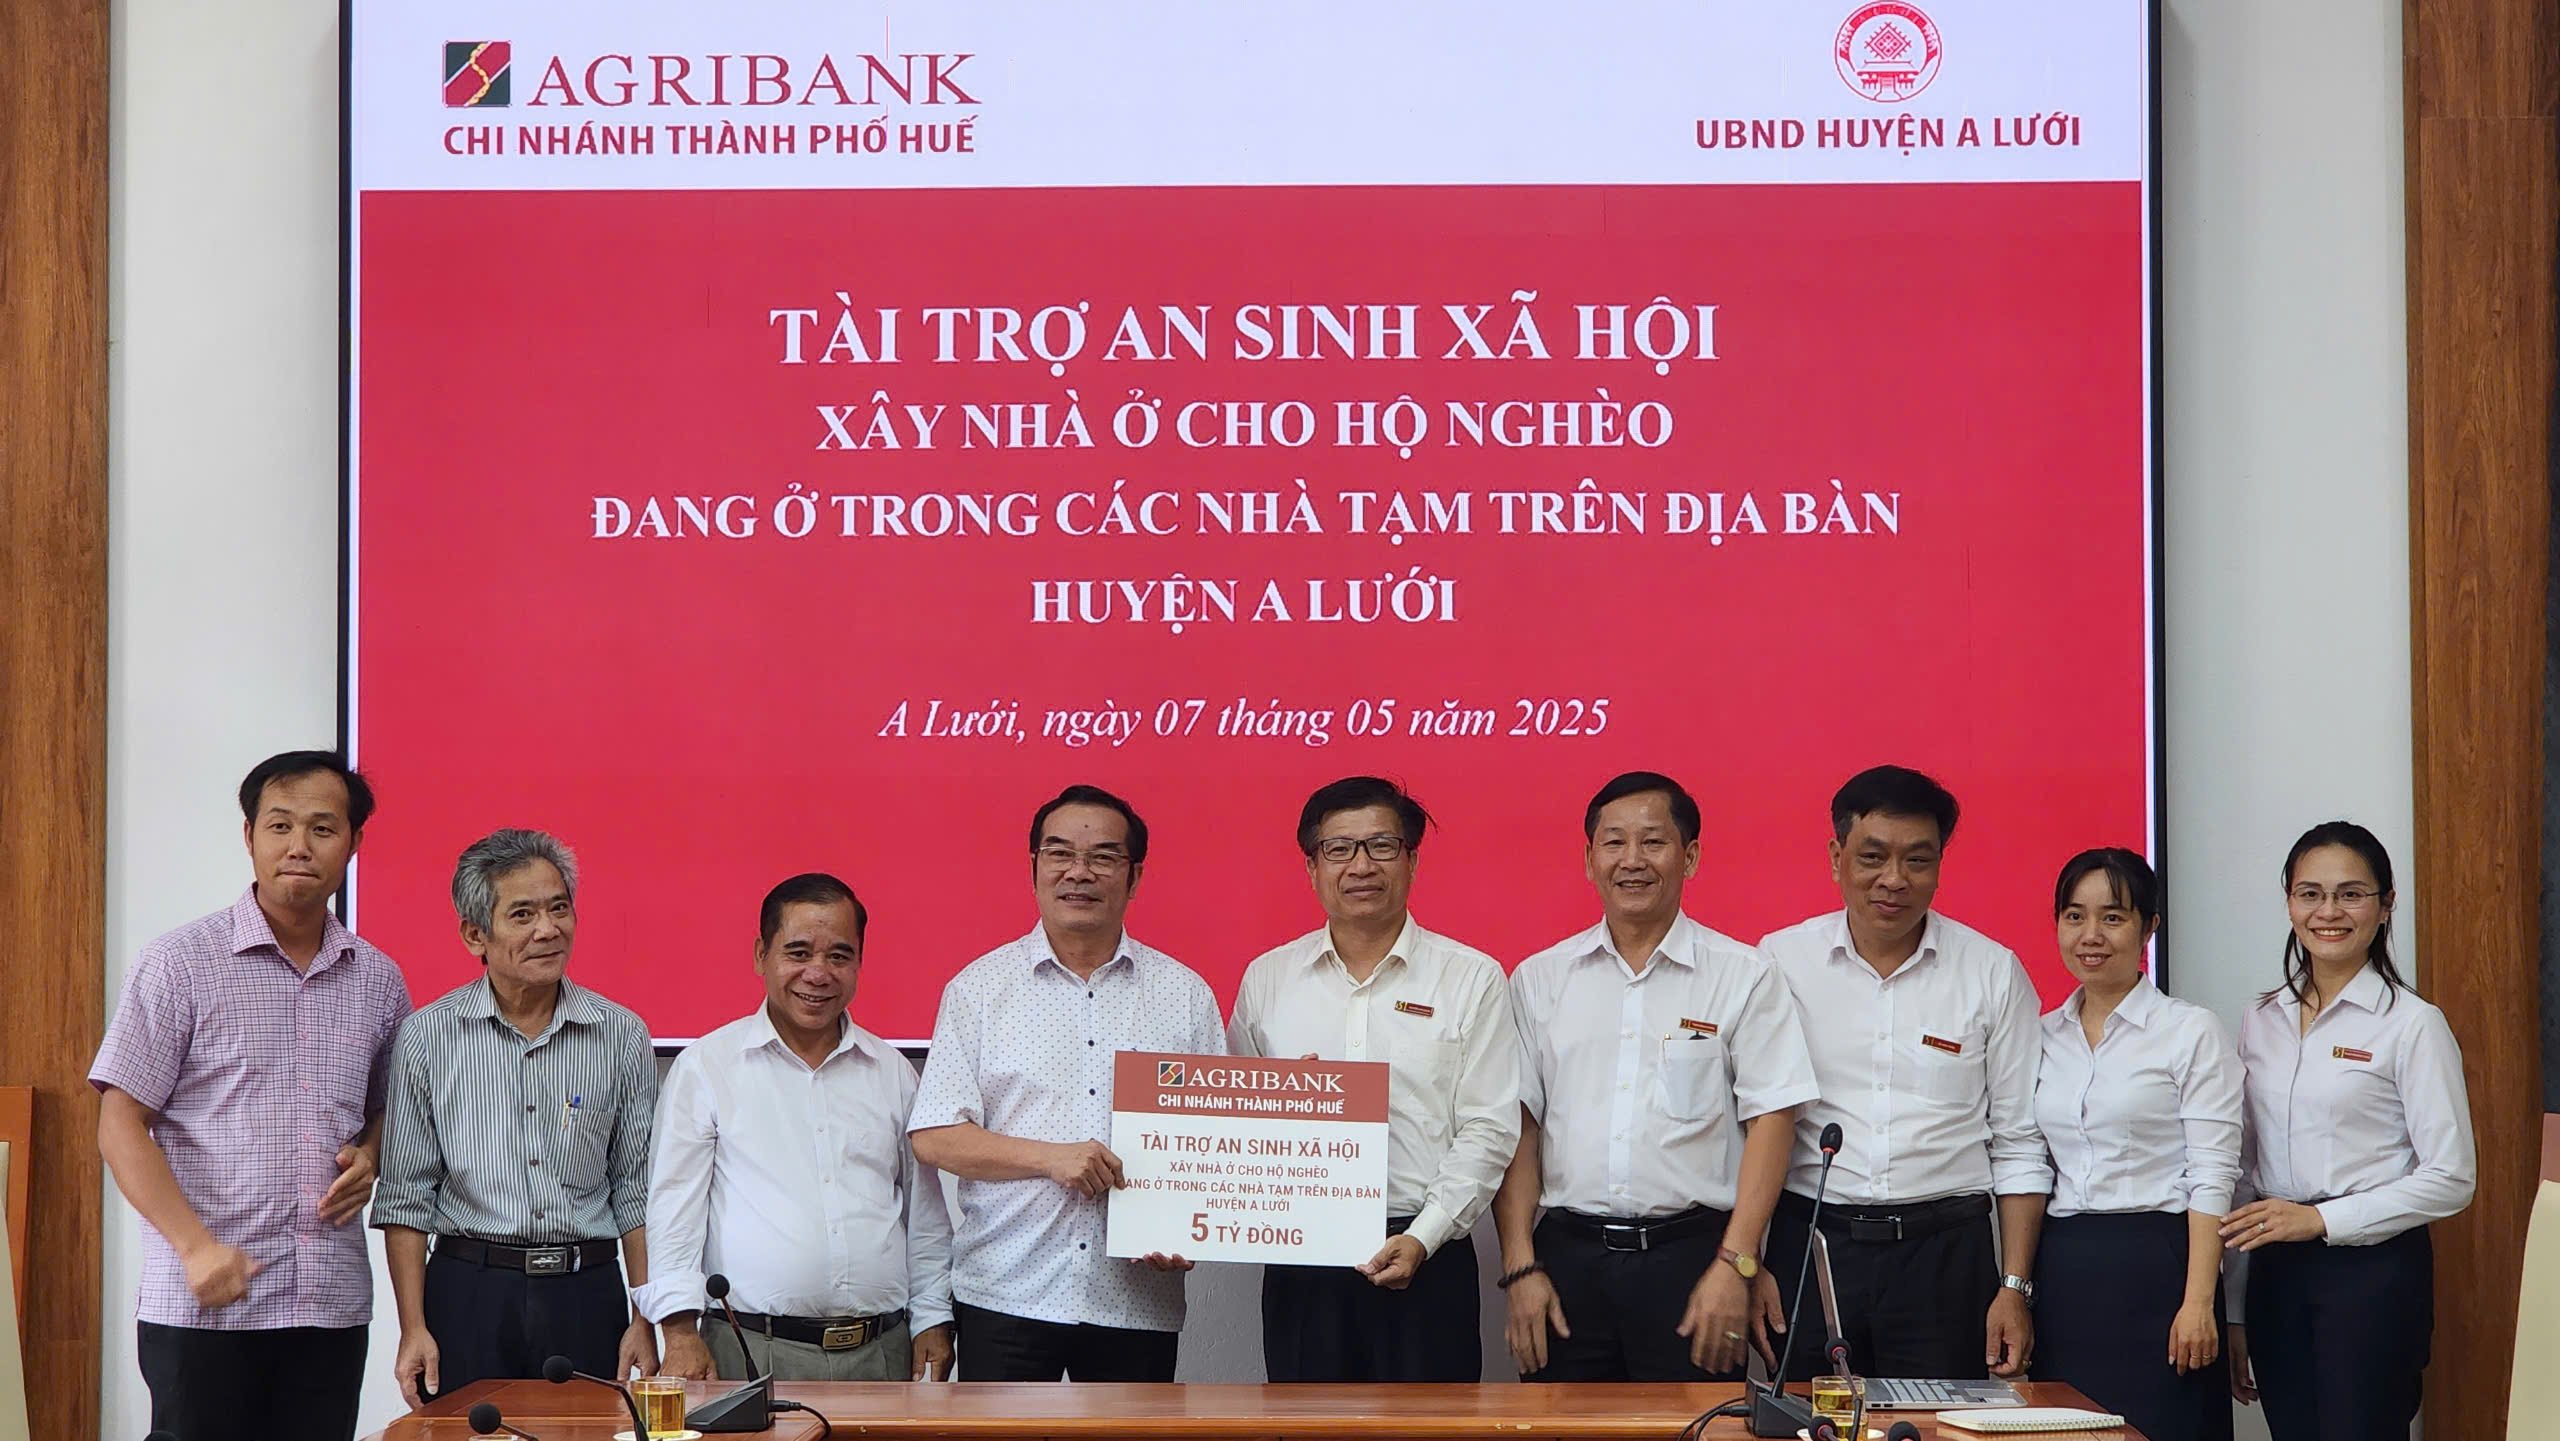 AGRIBANK
CHI NHÁNH THÀNH PHỐ HUẾ
UBND HUYỆN A LƯỚI
TÀI TRỢ AN SINH XÃ HỘI
XÂY NHÀ Ở CHO HỘ NGHÈO
ĐANG Ở TRONG CÁC NHÀ TẠM TRÊN ĐỊA BÀN
HUYỆN A LƯỚI
A Lưới, ngày 07 tháng 05 năm 2025
AGRIBANK
CHI NHÁNH THÀNH PHỐ HUẾ
TÀI TRỢ AN SINH XÃ HỘI
XÂY NHÀ Ở CHO HỘ NGHÈO
ANG Ở TRONG CÁC NHÀ TẠM TRÊN ĐỊA BÀN
HUYỆN A LƯỚI
5 TỶ ĐỒNG